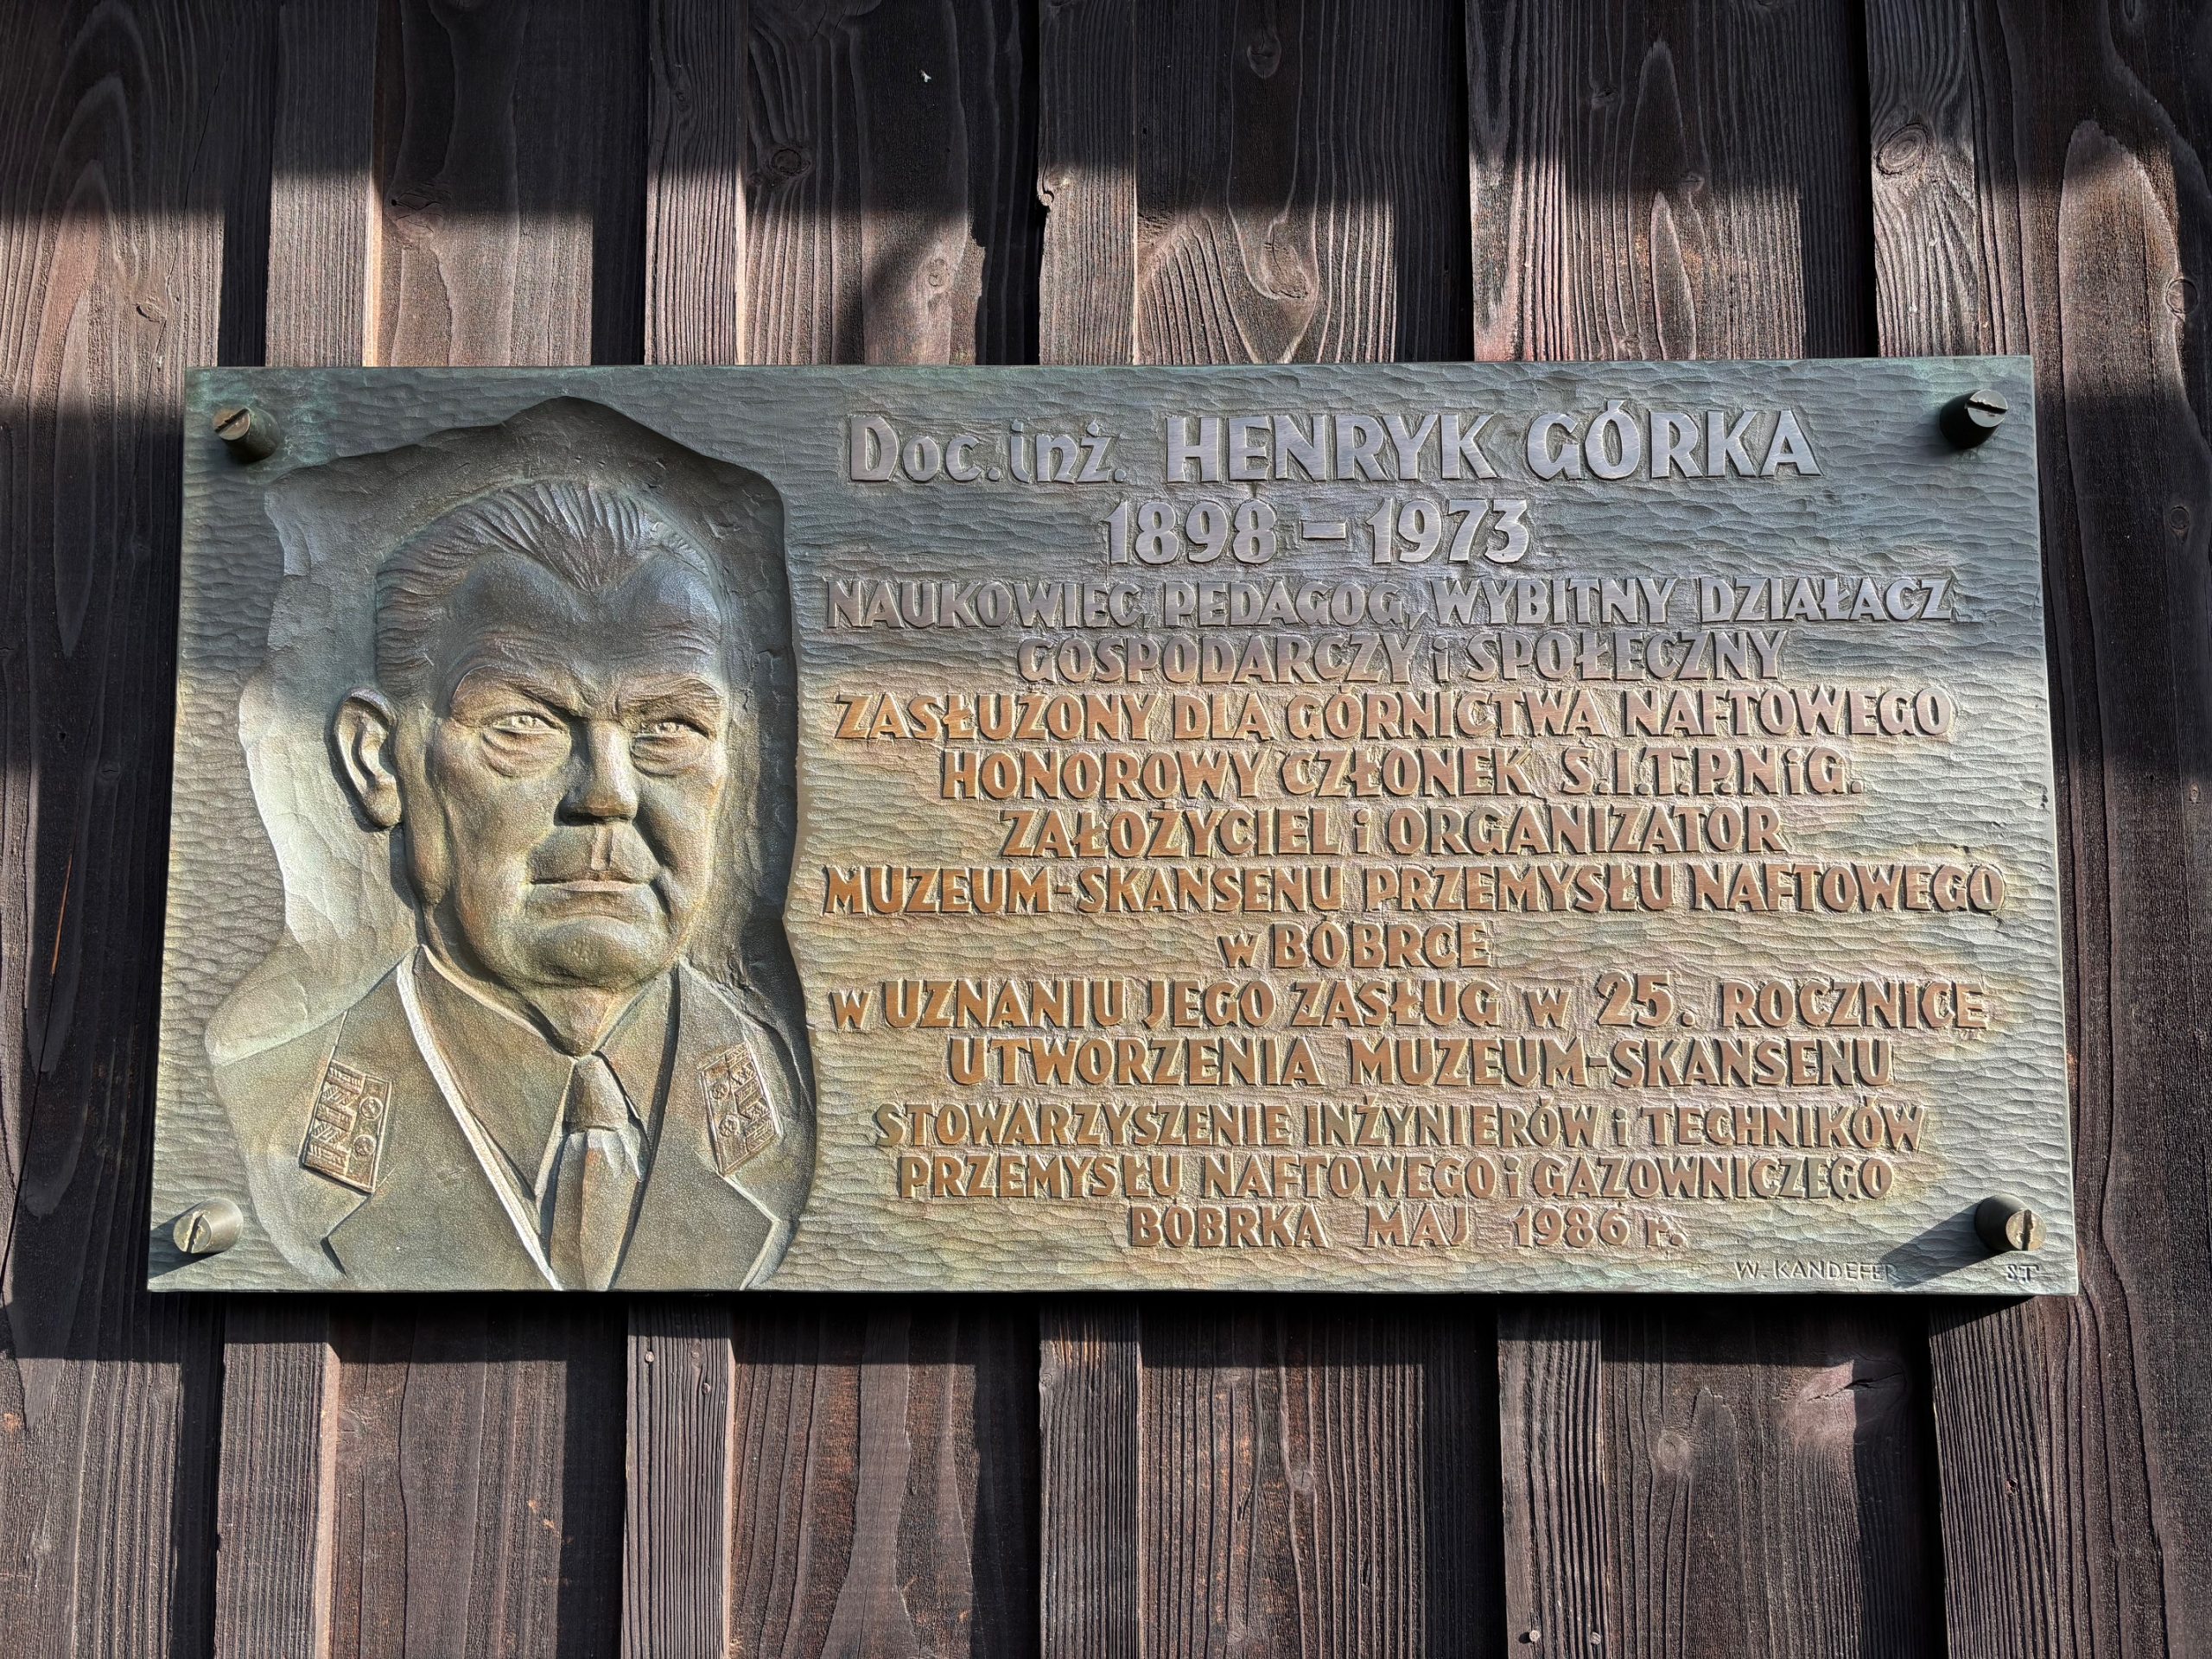 Doc. inż. HENRYK GÓRKA
1898 - 1973
NAUKOWIEC, PEDAGOG, WYBITNY DZIAŁACZ
GOSPODARCZY i SPOŁECZNY
ZASŁUŻONY DLA GÓRNICTWA NAFTOWEGO
HONOROWY CZŁONEK S.I.T.P.NiG.
ZAŁOŻYCIEL i ORGANIZATOR
MUZEUM-SKANSENU PRZEMYSŁU NAFTOWEGO
w BÓBRCE
w UZNANIU JEGO ZASŁUG w 25. ROCZNICĘ
UTWORZENIA MUZEUM-SKANSENU
STOWARZYSZENIE INŻYNIERÓW i TECHNIKÓW
PRZEMYSŁU NAFTOWEGO i GAZOWNICZEGO
BÓBRKA MAJ 1986 r.
W. KANDEFER ST